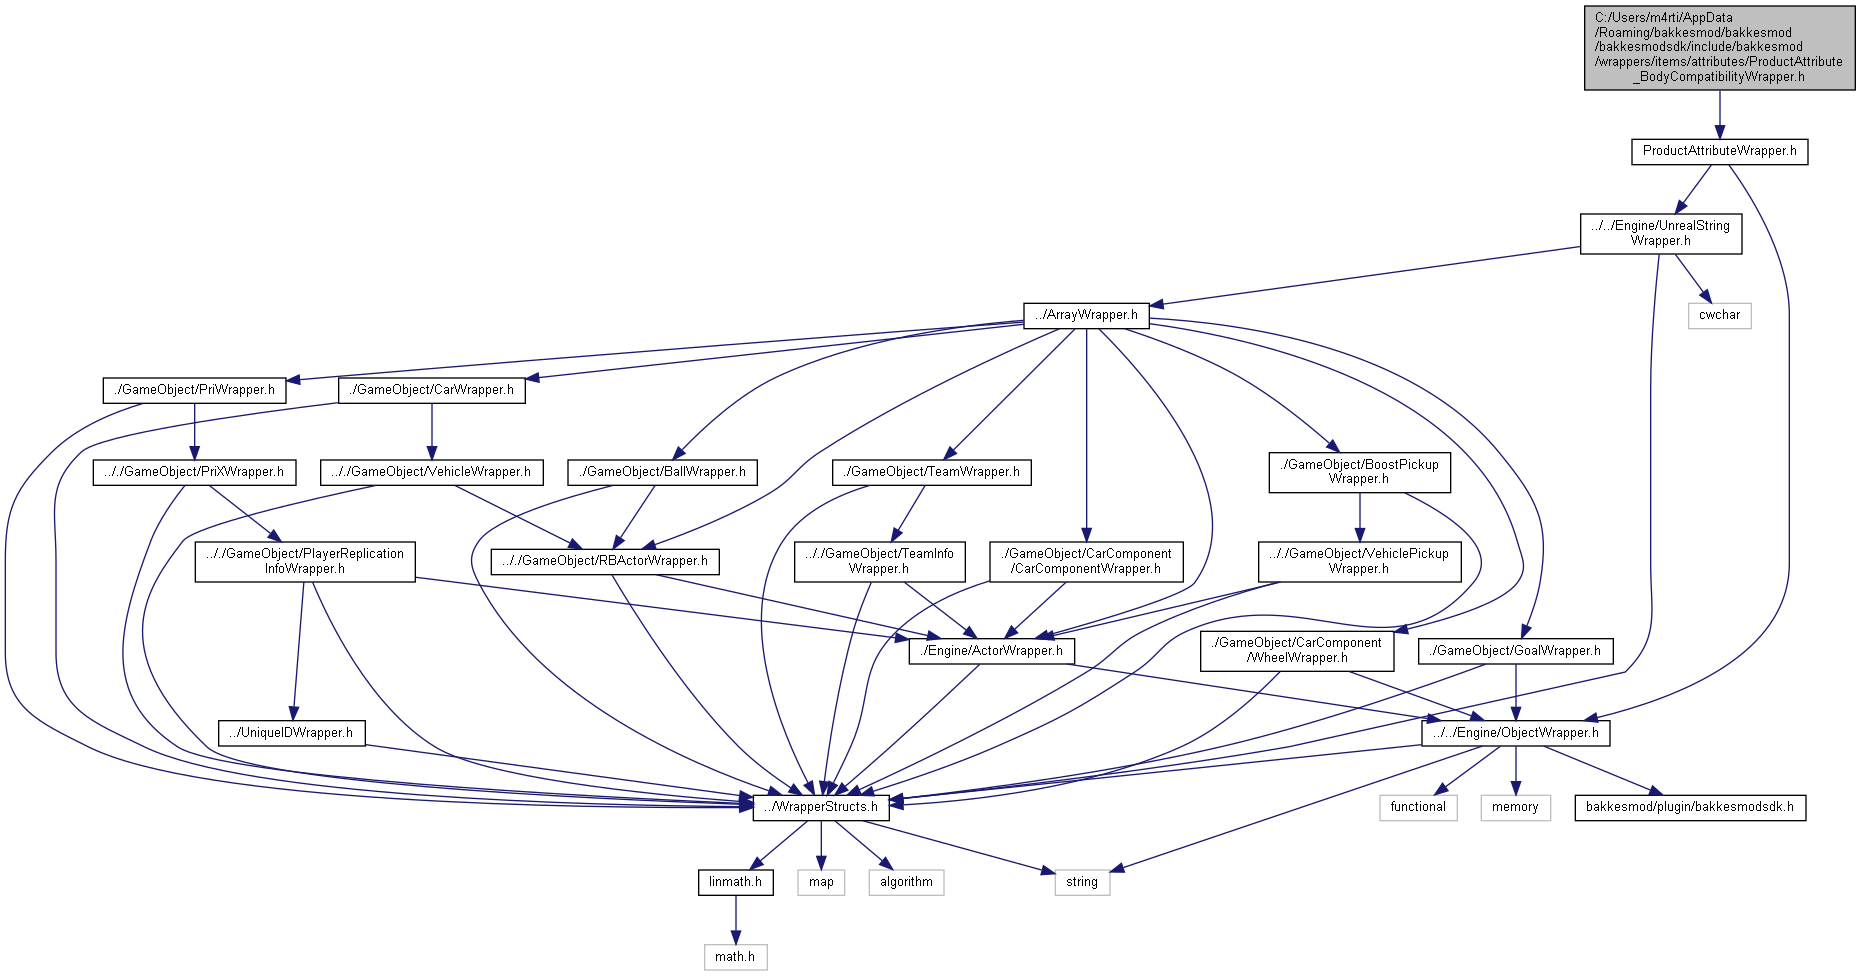 C:/Users/m4rti/AppData
/Roaming/bakkesmod/bakkesmod
/bakkesmodsdk/include/bakkesmod
/wrappers/items/attributes/ProductAttribute
_BodyCompatibilityWrapper.h
ProductAttributeWrapper.h
../../Engine/UnrealString
Wrapper.h
../ArrayWrapper.h
cwchar
./GameObject/PriWrapper.h
./GameObject/CarWrapper.h
.././GameObject/PriXWrapper.h
.././GameObject/VehicleWrapper.h
./GameObject/BallWrapper.h
./GameObject/TeamWrapper.h
./GameObject/BoostPickup
Wrapper.h
.././GameObject/PlayerReplication
InfoWrapper.h
.././GameObject/RBActorWrapper.h
.././GameObject/TeamInfo
Wrapper.h
./GameObject/CarComponent
/CarComponentWrapper.h
.././GameObject/VehiclePickup
Wrapper.h
./Engine/ActorWrapper.h
./GameObject/CarComponent
/WheelWrapper.h
./GameObject/GoalWrapper.h
../UniqueIDWrapper.h
../../Engine/ObjectWrapper.h
../WrapperStructs.h
functional
memory
bakkesmod/plugin/bakkesmodsdk.h
linmath.h
map
algorithm
string
math.h